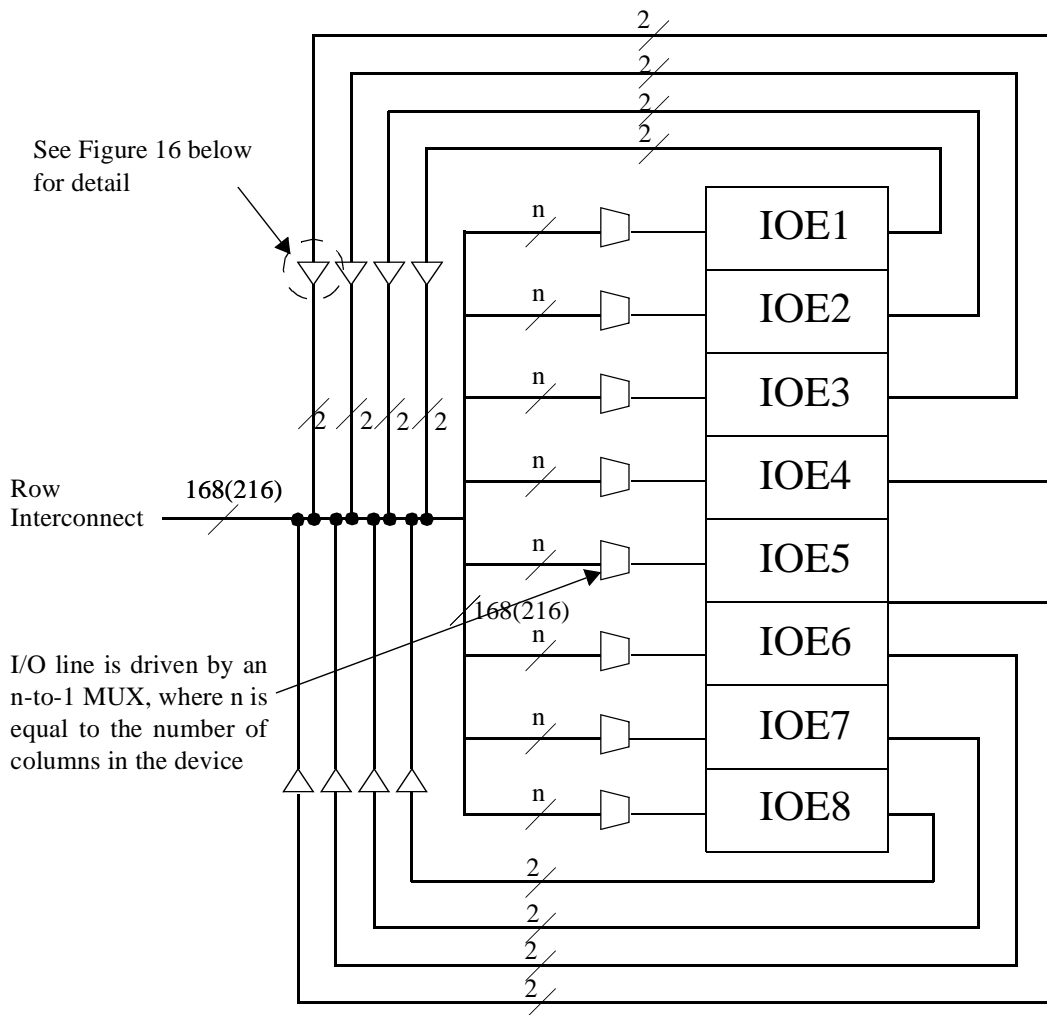 2
2
2
2
See Figure 16 below
for detail
n
IOE1
n
IOE2
n
IOE3
2
2
2
2
n
IOE4
Row
Interconnect
168(216)
n
IOE5
168(216)
n
IOE6
I/O line is driven by an
n-to-1 MUX, where n is
equal to the number of
columns in the device
n
IOE7
n
IOE8
2
2
2
2